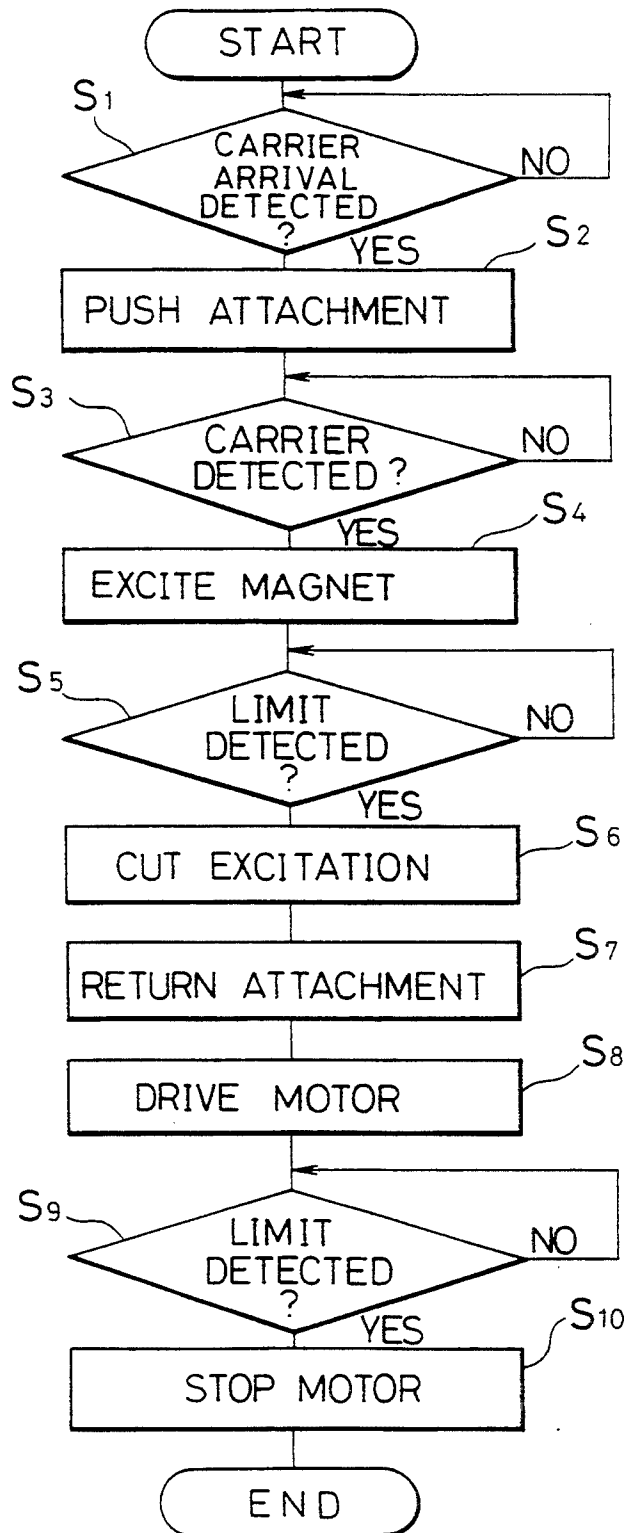 START
S1
CARRIER
ARRIVAL
DETECTED
?
NO
YES
S2
PUSH ATTACHMENT
S3
CARRIER
DETECTED ?
NO
YES
S4
EXCITE MAGNET
S5
LIMIT
DETECTED
?
NO
YES
S6
CUT EXCITATION
S7
RETURN ATTACHMENT
S8
DRIVE MOTOR
S9
LIMIT
DETECTED
?
NO
YES
S10
STOP MOTOR
END